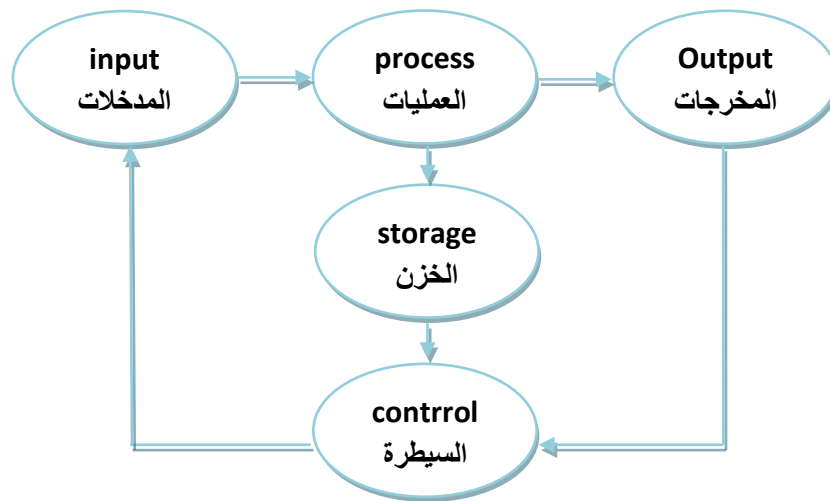 input
المدخلات
process
العمليات
Output
المخرجات
storage
الخزن
contrrol
السيطرة